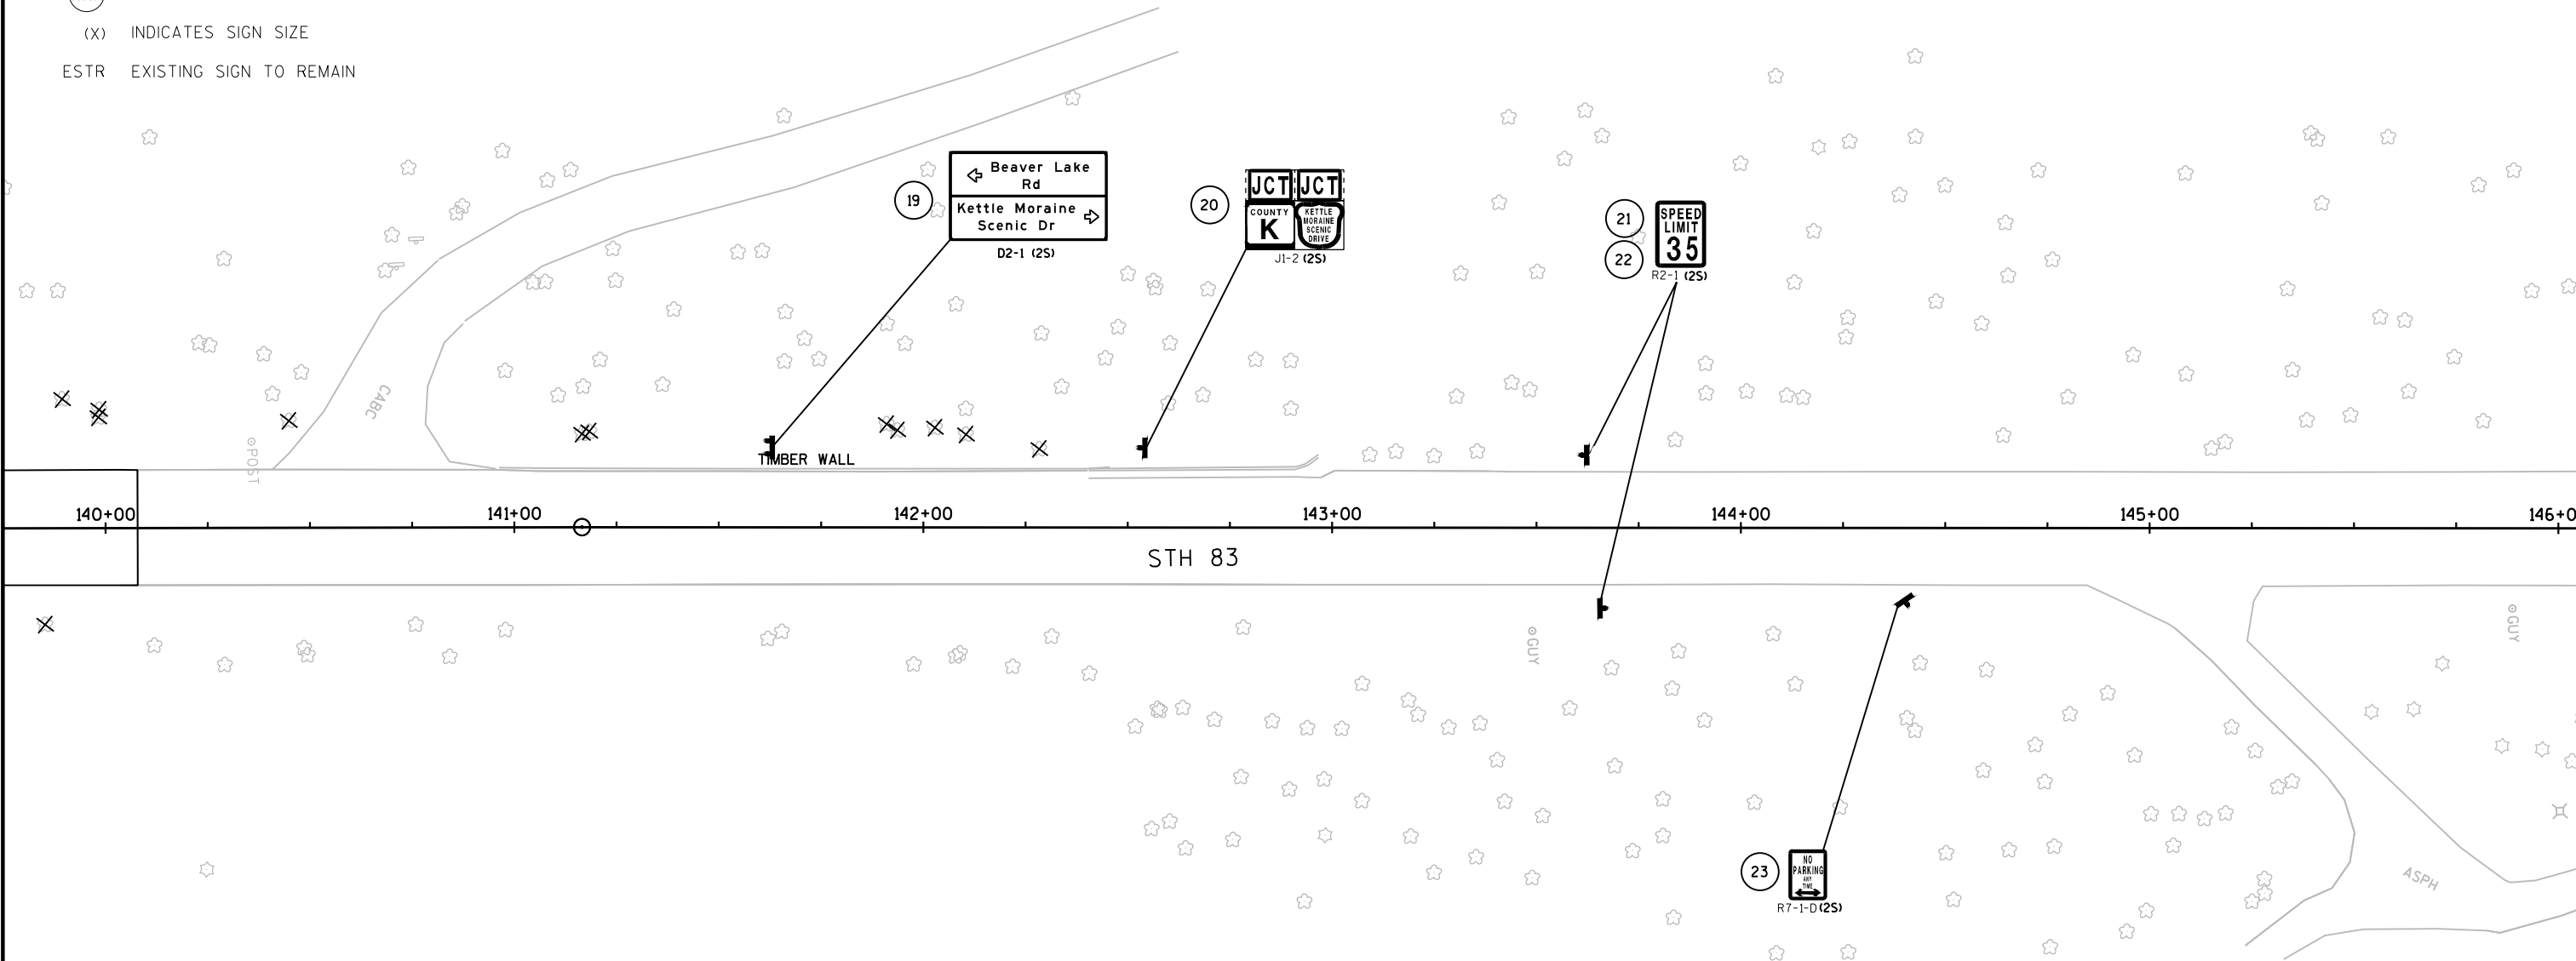 (X) INDICATES SIGN SIZE
ESTR EXISTING SIGN TO REMAIN
19
Beaver Lake
Rd
Kettle Moraine
Scenic Dr
D2-1 (2S)
20
JCT JCT
COUNTY
K
KETTLE
MORAINE
SCENIC
DRIVE
J1-2 (2S)
21
22
SPEED
LIMIT
35
R2-1 (2S)
CABC
POST
TIMBER WALL
140+00 141+00 142+00 143+00 144+00 145+00 146+0
STH 83
GUY
GUY
23
NO
PARKING
ANY
TIME
R7-1-D(2S)
ASPH